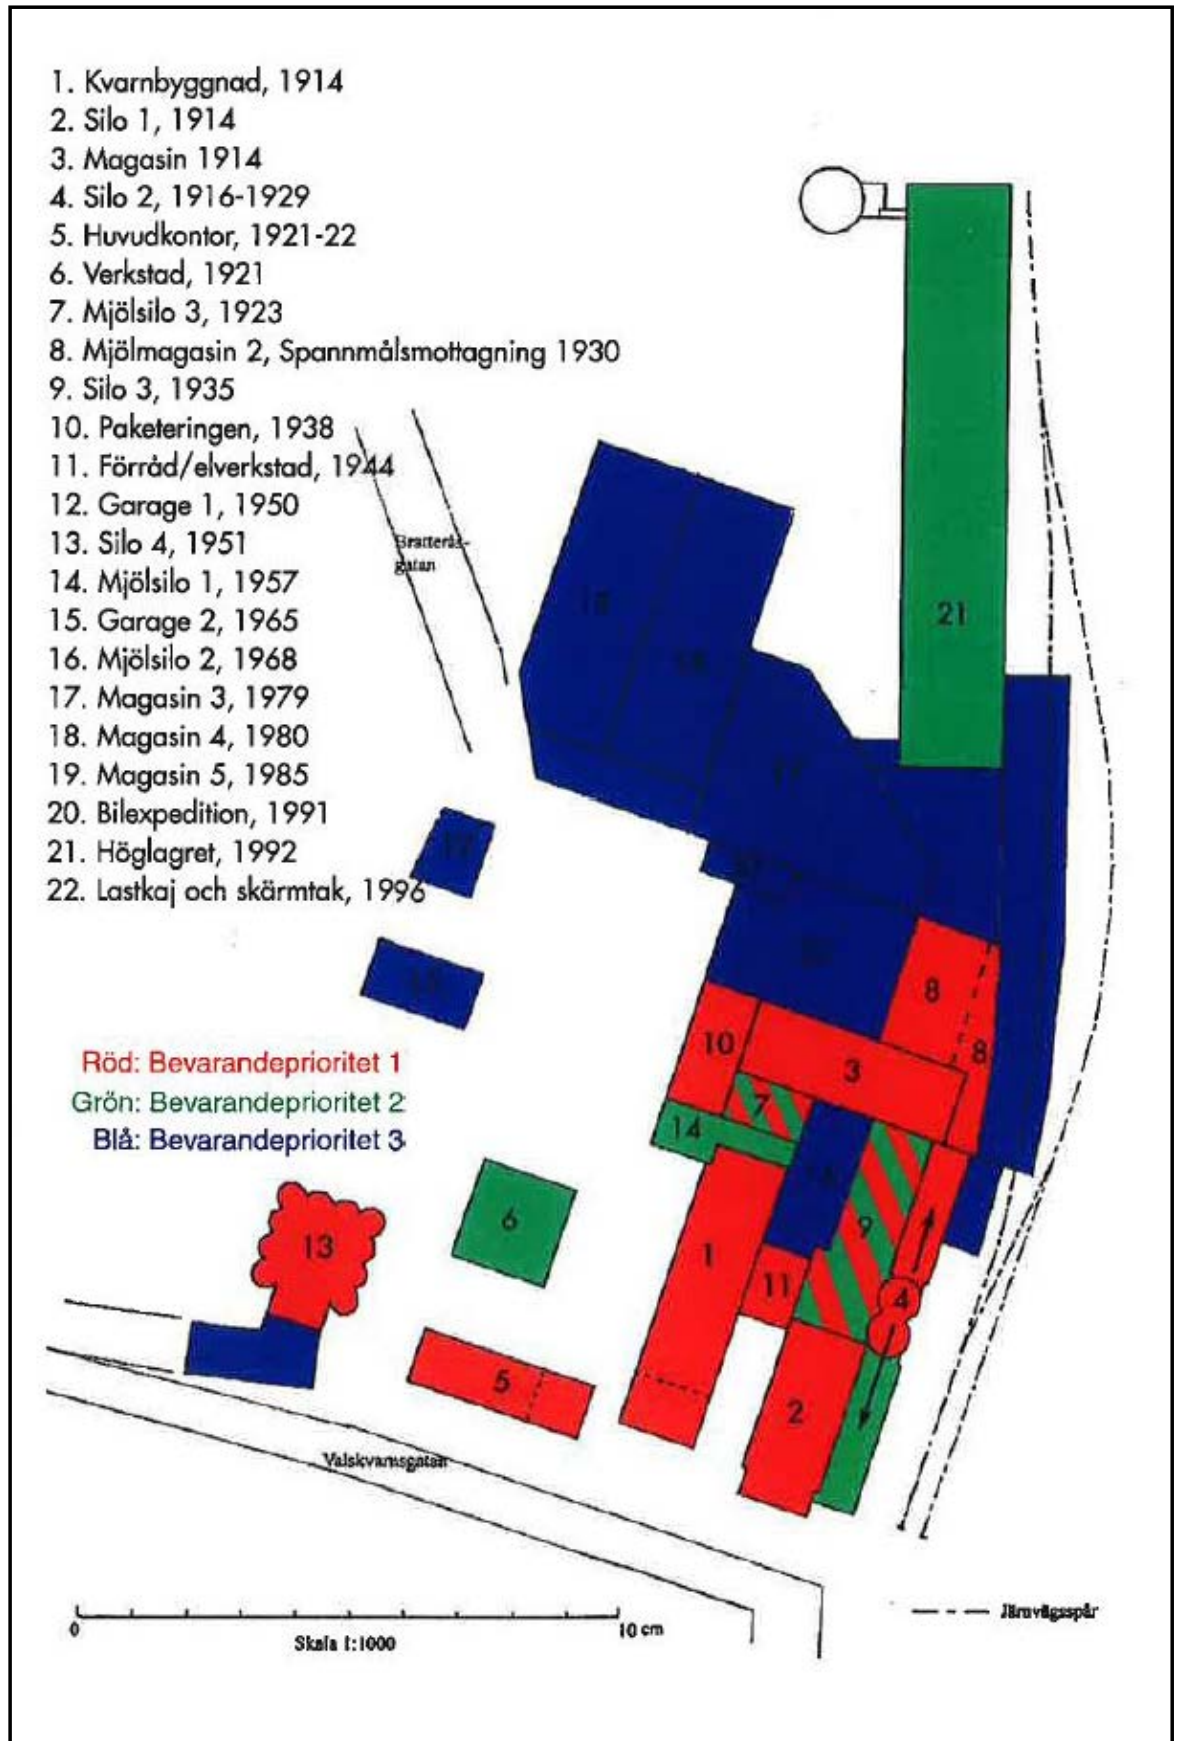 1. Kvarnbyggnad, 1914
2. Silo 1, 1914
3. Magasin 1914
4. Silo 2, 1916-1929
5. Huvudkontor, 1921-22
6. Verkstad, 1921
7. Mjölsilo 3, 1923
8. Mjölmagasin 2, Spannmålsmottagning 1930
9. Silo 3, 1935
10. Paketeringen, 1938
11. Förråd/elverkstad, 1944
12. Garage 1, 1950
13. Silo 4, 1951
14. Mjölsilo 1, 1957
15. Garage 2, 1965
16. Mjölsilo 2, 1968
17. Magasin 3, 1979
18. Magasin 4, 1980
19. Magasin 5, 1985
20. Bilexpedition, 1991
21. Höglagret, 1992
22. Lastkaj och skärmtak, 1996
Bratterås-
gatan
21
8
10
3
8
7
14
Röd: Bevarandeprioritet 1
Grön: Bevarandeprioritet 2
Blå: Bevarandeprioritet 3
6
9
13
1
11
4
5
2
Valskvarnsgatan
0
10 cm
Skala 1:1000
Järnvägsspår